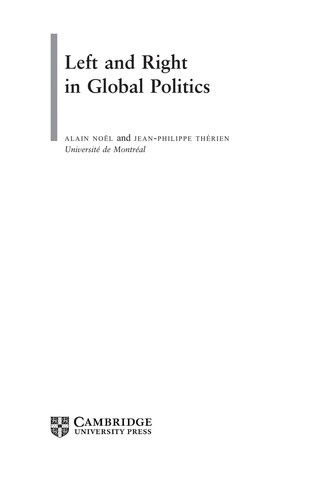 Left and Right
in Global Politics
ALAIN NOËL and JEAN-PHILIPPE THÉRIEN
Université de Montréal
CAMBRIDGE
UNIVERSITY PRESS